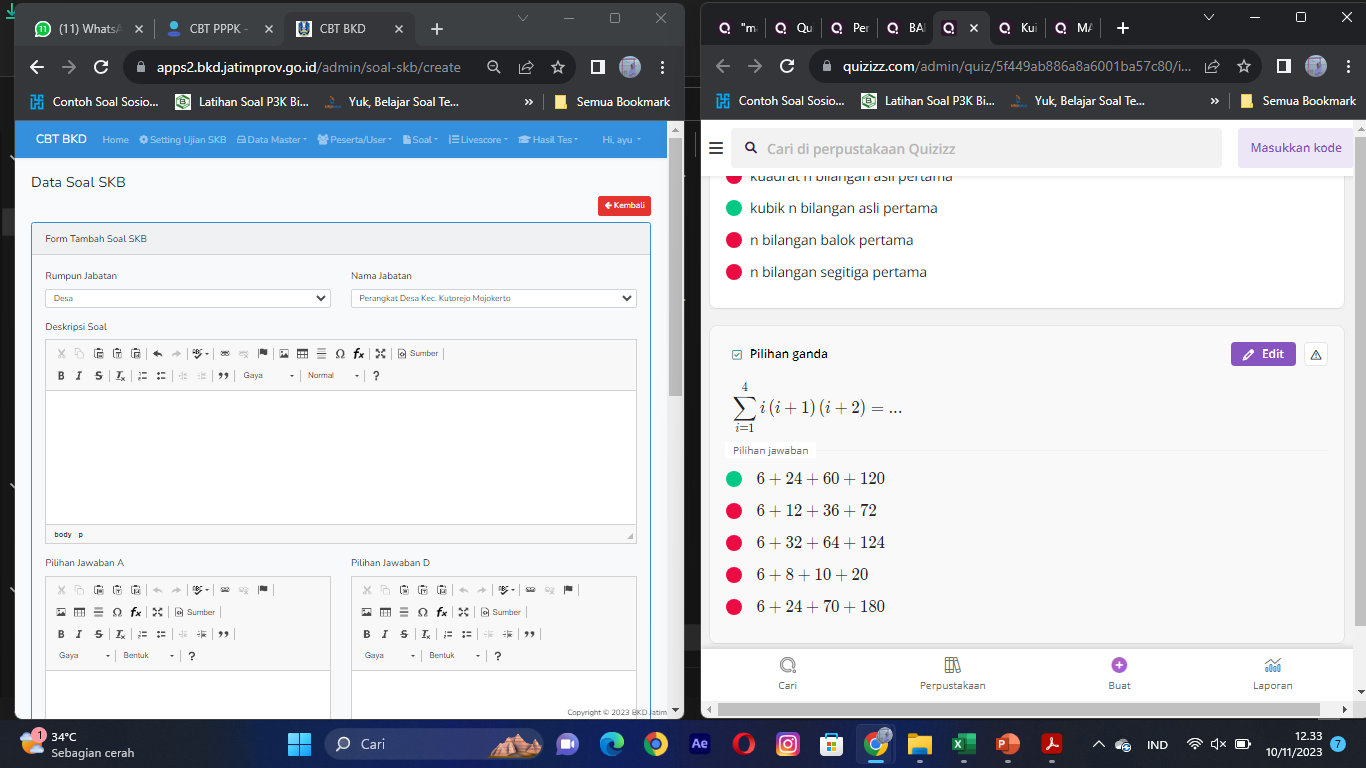 (11) WhatsA
CBT PPPK -
CBT BKD
apps2.bkd.jatimprov.go.id/admin/soal-skb/create
Contoh Soal Sosio...
Latihan Soal P3K Bi...
Yuk, Belajar Soal Te...
»
Semua Bookmark
CBT BKD
Home
Setting Ujian SKB
Data Master
Peserta/User
Soal
Livescore
Hasil Tes
Hi, ayu
Data Soal SKB
Kembali
Form Tambah Soal SKB
Rumpun Jabatan
Nama Jabatan
Desa
Perangkat Desa Kec. Kutorejo Mojokerto
Deskripsi Soal
Sumber
B I S Gaya Normal ?
body p
Pilihan Jawaban A
Pilihan Jawaban D
Sumber
Sumber
B I S
B I S
Gaya Bentuk ?
Gaya Bentuk ?
Copyright © 2023 BKD Jatim
"m
Qu
Per
BA
Kui
MA
quizizz.com/admin/quiz/5f449ab886a8a6001ba57c80/i...
Contoh Soal Sosio...
Latihan Soal P3K Bi...
Yuk, Belajar Soal Te...
»
Semua Bookmark
Cari di perpustakaan Quizizz
Masukkan kode
kuadrat n bilangan asli pertama
kubik n bilangan asli pertama
n bilangan balok pertama
n bilangan segitiga pertama
Pilihan ganda
Edit
4
∑ i (i + 1) (i + 2) = ...
i=1
Pilihan jawaban
6 + 24 + 60 + 120
6 + 12 + 36 + 72
6 + 32 + 64 + 124
6 + 8 + 10 + 20
6 + 24 + 70 + 180
Cari
Perpustakaan
Buat
Laporan
1
34°C
Sebagian cerah
Cari
Ae
IND
12.33
10/11/2023
7